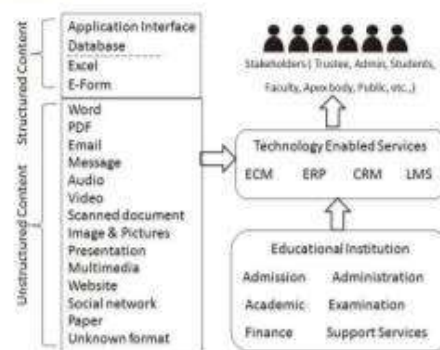 Structured Content
Application Interface
Database
Excel
E-Form
Unstructured Content
Word
PDF
Email
Message
Audio
Video
Scanned document
Image & Pictures
Presentation
Multimedia
Website
Social network
Paper
Unknown format
Stakeholders ( Trustee, Admin, Students,
Faculty, Apex body, Public, etc.,)
Technology Enabled Services
ECM ERP CRM LMS
Educational Institution
Admission Administration
Academic Examination
Finance Support Services